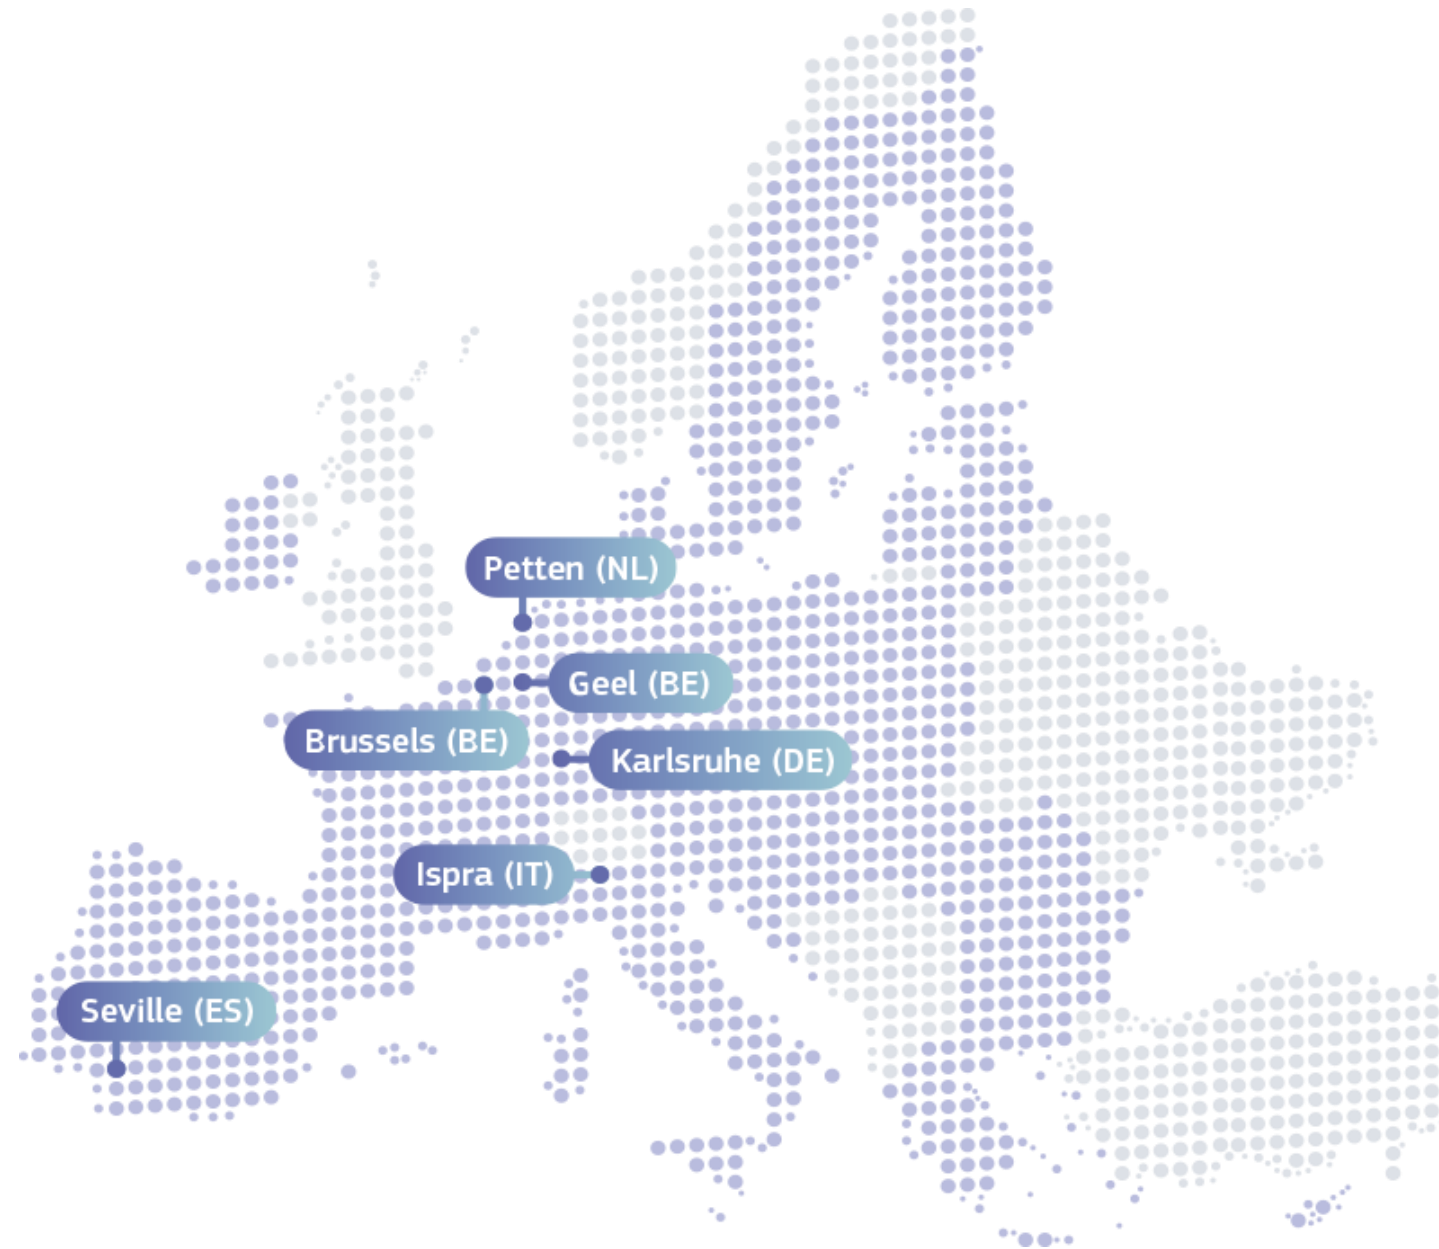 Petten (NL)
Geel (BE)
Brussels (BE)
Karlsruhe (DE)
Ispra (IT)
Seville (ES)